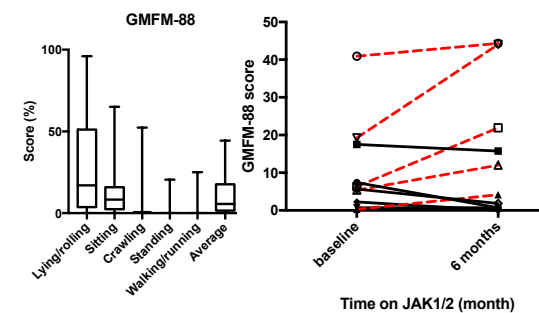 GMFM-88
Score (%)
100
50
0
Lying/rolling
Sitting
Crawling
Standing
Walking/running
Average
GMFM-88 score
50
40
30
20
10
0
baseline
6 months
Time on JAK1/2 (month)